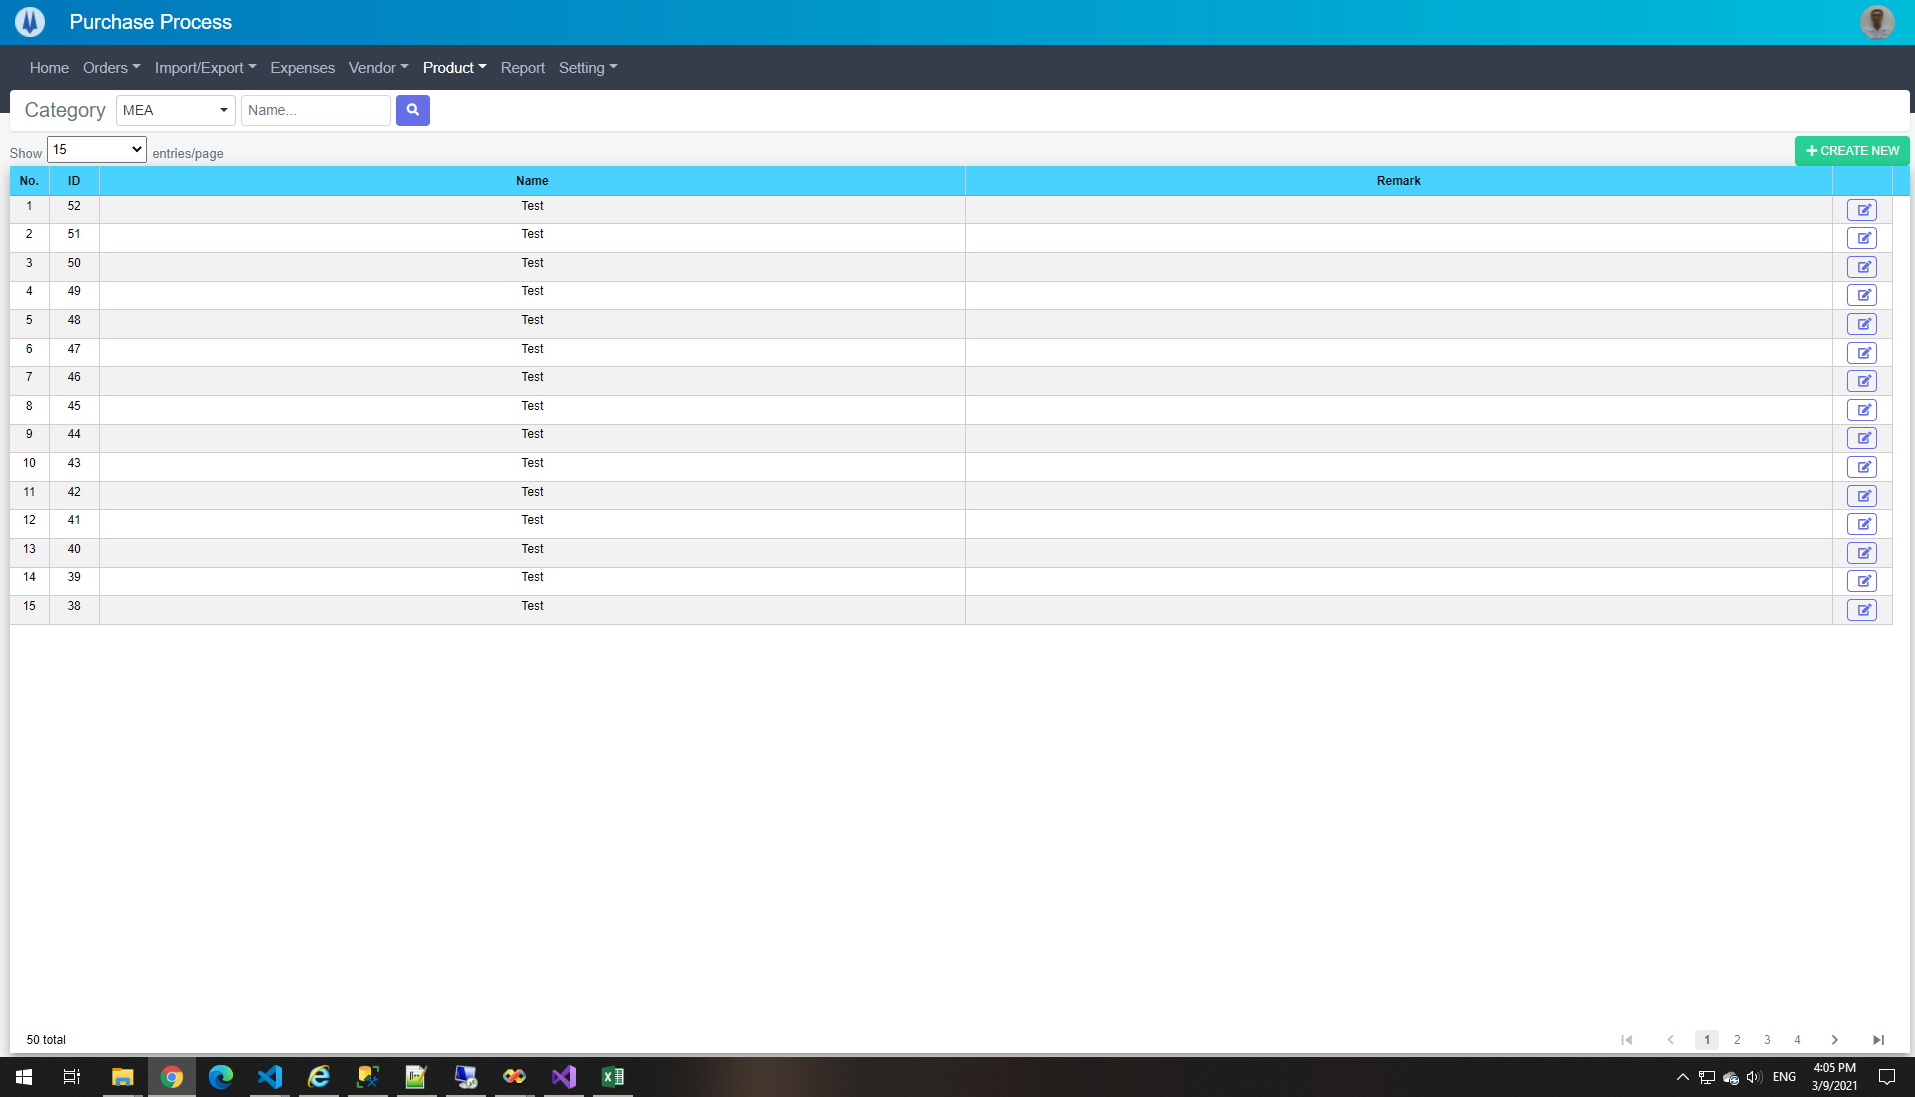 Purchase Process
Home Orders Import/Export Expenses Vendor Product Report Setting
Category MEA Name...
Show 15 entries/page + CREATE NEW
No. ID Name Remark
1 52 Test
2 51 Test
3 50 Test
4 49 Test
5 48 Test
6 47 Test
7 46 Test
8 45 Test
9 44 Test
10 43 Test
11 42 Test
12 41 Test
13 40 Test
14 39 Test
15 38 Test
50 total 1 2 3 4
ENG 4:05 PM
3/9/2021